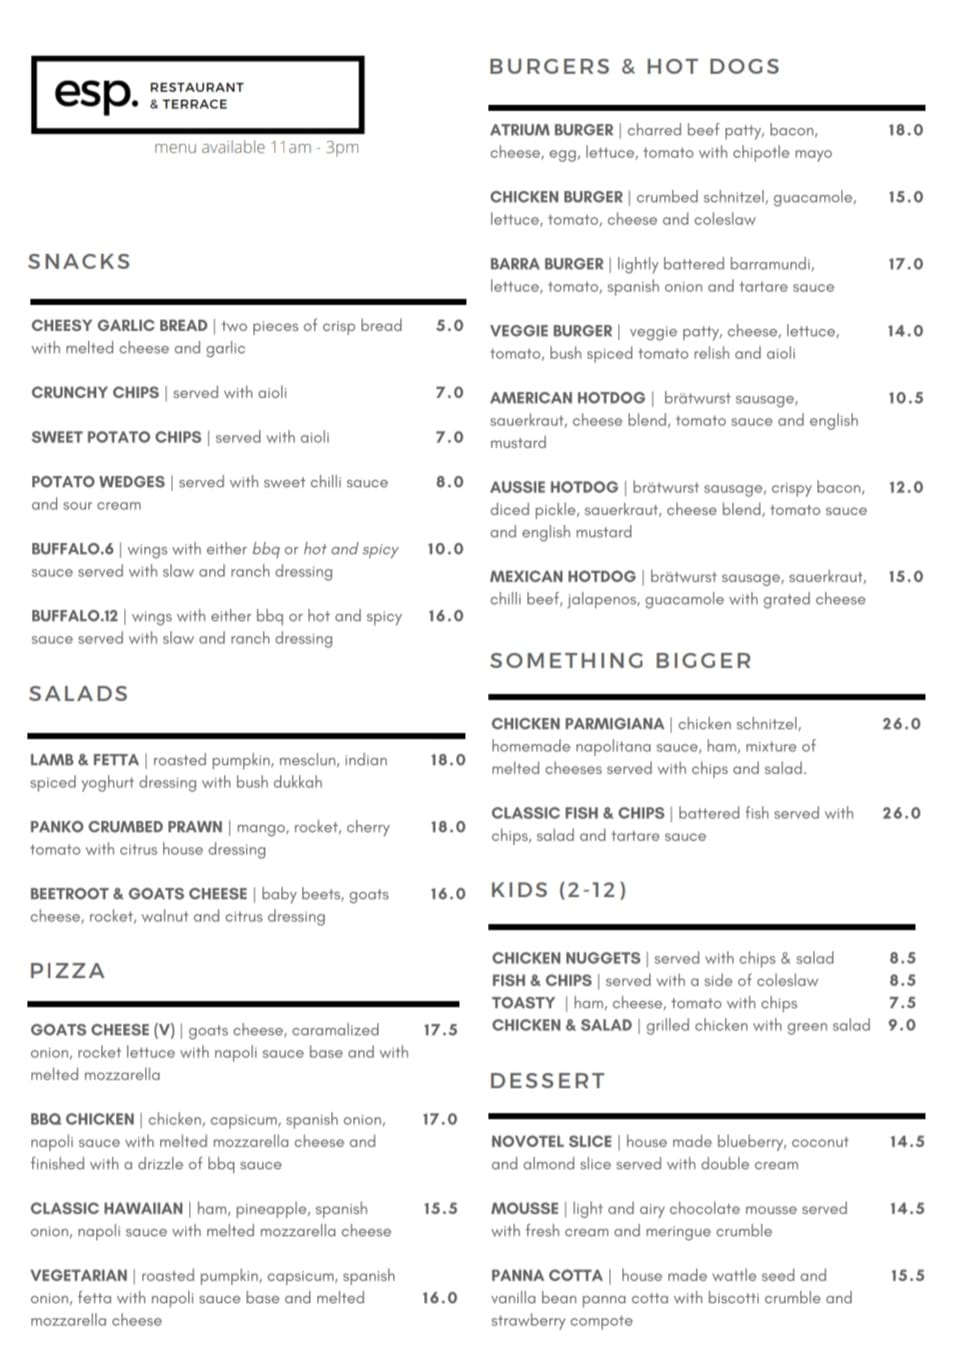 esp. RESTAURANT
& TERRACE
menu available 11am - 3pm
SNACKS
CHEESY GARLIC BREAD | two pieces of crisp bread 5.0
with melted cheese and garlic
CRUNCHY CHIPS | served with aioli 7.0
SWEET POTATO CHIPS | served with aioli 7.0
POTATO WEDGES | served with sweet chilli sauce 8.0
and sour cream
BUFFALO.6 | wings with either bbq or hot and spicy 10.0
sauce served with slaw and ranch dressing
BUFFALO.12 | wings with either bbq or hot and spicy 16.0
sauce served with slaw and ranch dressing
SALADS
LAMB & FETTA | roasted pumpkin, mesclun, indian 18.0
spiced yoghurt dressing with bush dukkah
PANKO CRUMBED PRAWN | mango, rocket, cherry 18.0
tomato with citrus house dressing
BEETROOT & GOATS CHEESE | baby beets, goats 16.0
cheese, rocket, walnut and citrus dressing
PIZZA
GOATS CHEESE (V) | goats cheese, caramalized 17.5
onion, rocket lettuce with napoli sauce base and with
melted mozzarella
BBQ CHICKEN | chicken, capsicum, spanish onion, 17.0
napoli sauce with melted mozzarella cheese and
finished with a drizzle of bbq sauce
CLASSIC HAWAIIAN | ham, pineapple, spanish 15.5
onion, napoli sauce with melted mozzarella cheese
VEGETARIAN | roasted pumpkin, capsicum, spanish
onion, fetta with napoli sauce base and melted 16.0
mozzarella cheese
BURGERS & HOT DOGS
ATRIUM BURGER | charred beef patty, bacon, 18.0
cheese, egg, lettuce, tomato with chipotle mayo
CHICKEN BURGER | crumbed schnitzel, guacamole, 15.0
lettuce, tomato, cheese and coleslaw
BARRA BURGER | lightly battered barramundi, 17.0
lettuce, tomato, spanish onion and tartare sauce
VEGGIE BURGER | veggie patty, cheese, lettuce, 14.0
tomato, bush spiced tomato relish and aioli
AMERICAN HOTDOG | brätwurst sausage, 10.5
sauerkraut, cheese blend, tomato sauce and english
mustard
AUSSIE HOTDOG | brätwurst sausage, crispy bacon, 12.0
diced pickle, sauerkraut, cheese blend, tomato sauce
and english mustard
MEXICAN HOTDOG | brätwurst sausage, sauerkraut, 15.0
chilli beef, jalapenos, guacamole with grated cheese
SOMETHING BIGGER
CHICKEN PARMIGIANA | chicken schnitzel, 26.0
homemade napolitana sauce, ham, mixture of
melted cheeses served with chips and salad.
CLASSIC FISH & CHIPS | battered fish served with 26.0
chips, salad and tartare sauce
KIDS (2-12)
CHICKEN NUGGETS | served with chips & salad 8.5
FISH & CHIPS | served with a side of coleslaw 8.5
TOASTY | ham, cheese, tomato with chips 7.5
CHICKEN & SALAD | grilled chicken with green salad 9.0
DESSERT
NOVOTEL SLICE | house made blueberry, coconut 14.5
and almond slice served with double cream
MOUSSE | light and airy chocolate mousse served 14.5
with fresh cream and meringue crumble
PANNA COTTA | house made wattle seed and 15.5
vanilla bean panna cotta with biscotti crumble and
strawberry compote